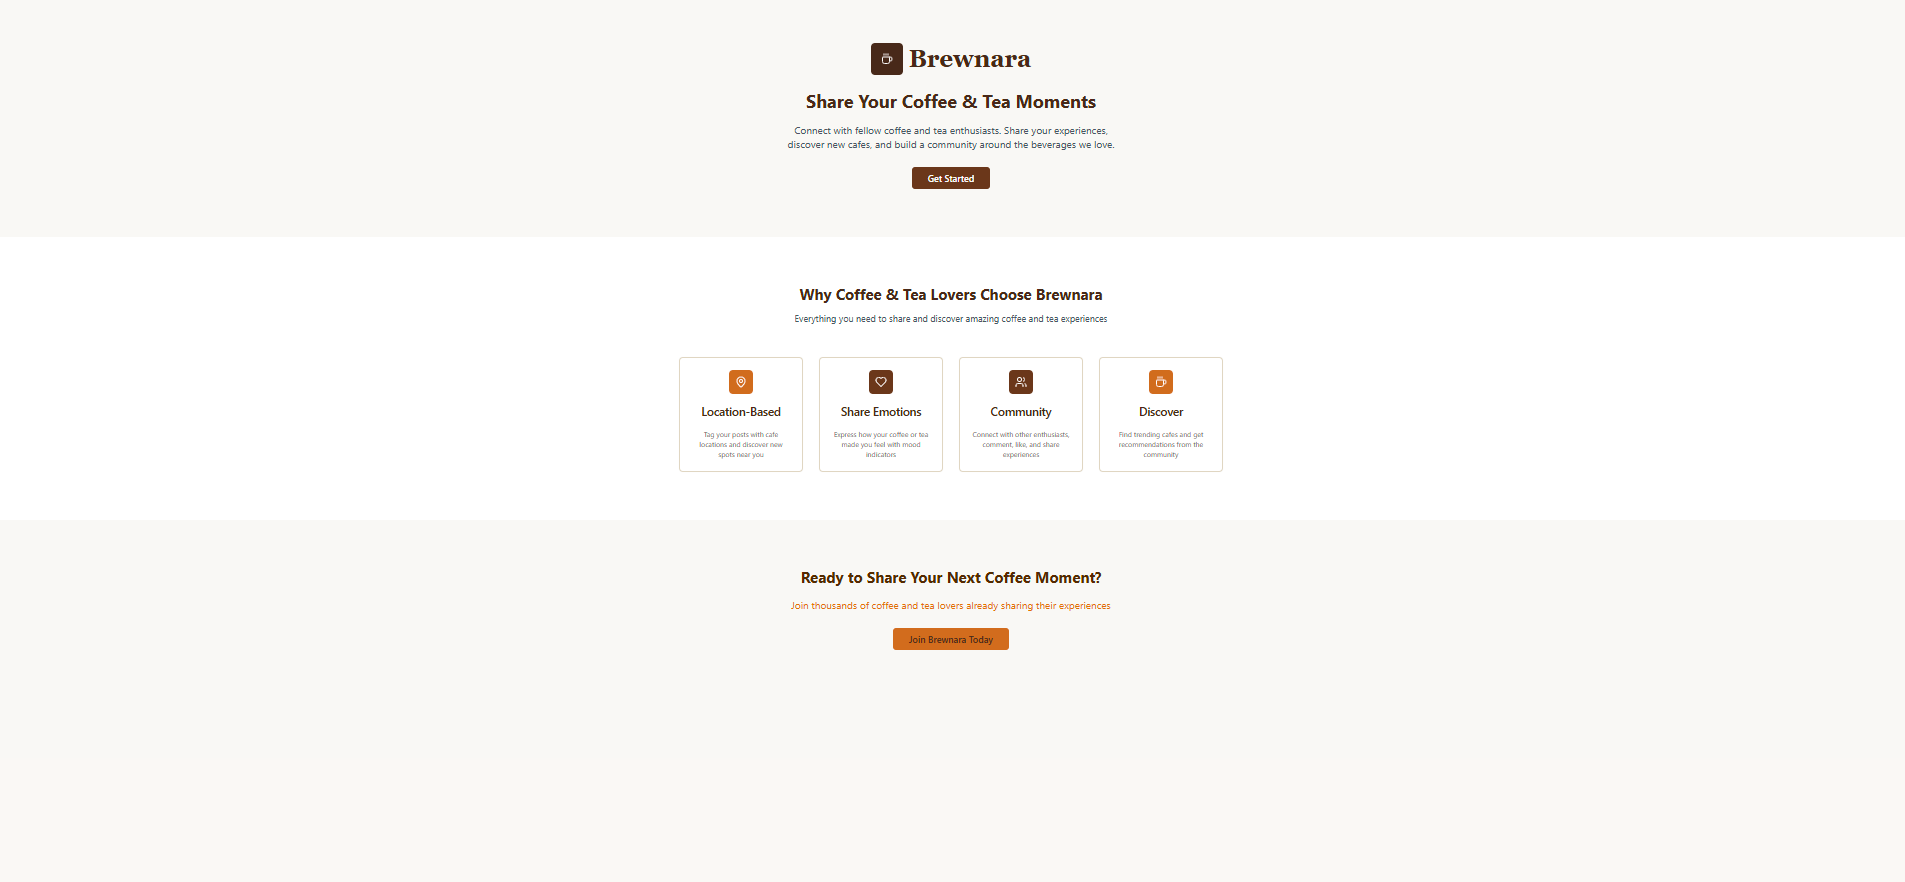 Brewnara
Share Your Coffee & Tea Moments
Connect with fellow coffee and tea enthusiasts. Share your experiences,
discover new cafes, and build a community around the beverages we love.
Get Started
Why Coffee & Tea Lovers Choose Brewnara
Everything you need to share and discover amazing coffee and tea experiences
Location-Based
Tag your posts with cafe
locations and discover new
spots near you
Share Emotions
Express how your coffee or tea
made you feel with mood
indicators
Community
Connect with other enthusiasts,
comment, like, and share
experiences
Discover
Find trending cafes and get
recommendations from the
community
Ready to Share Your Next Coffee Moment?
Join thousands of coffee and tea lovers already sharing their experiences
Join Brewnara Today